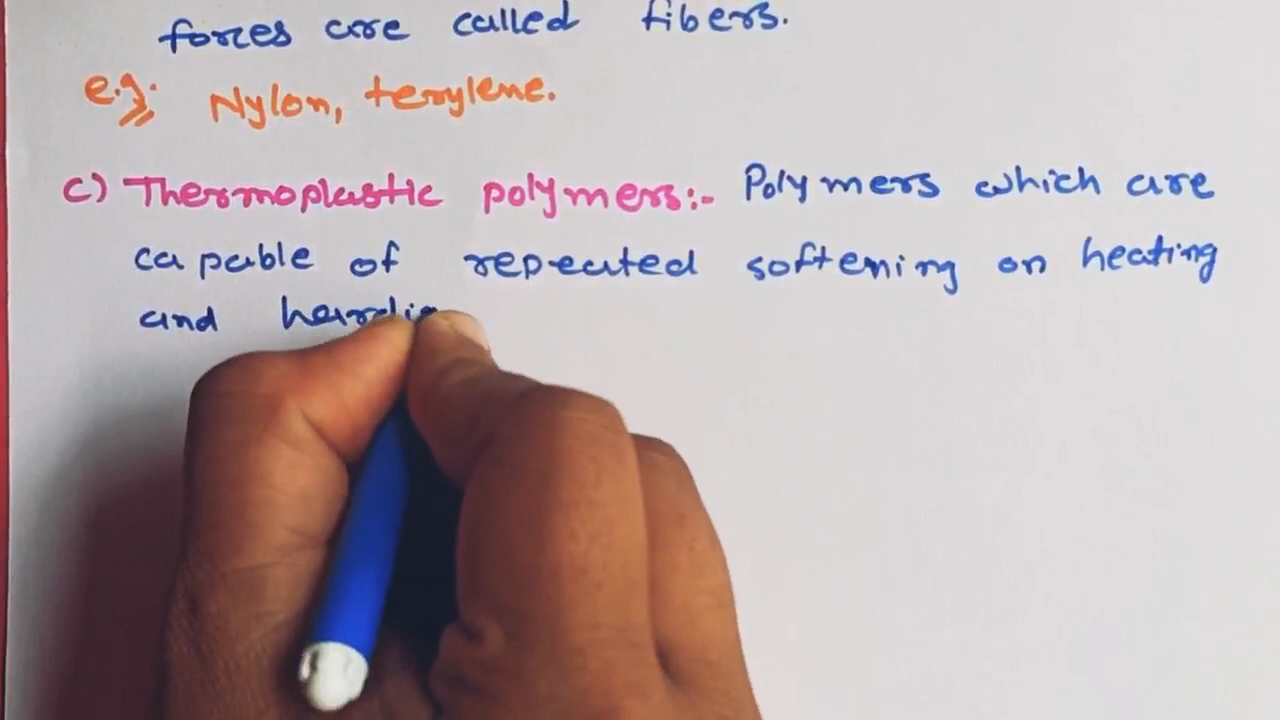 forces are called fibers.
e.g. Nylon, terylene.
c) Thermoplastic polymers:- Polymers which are
capable of repeated softening on heating
and